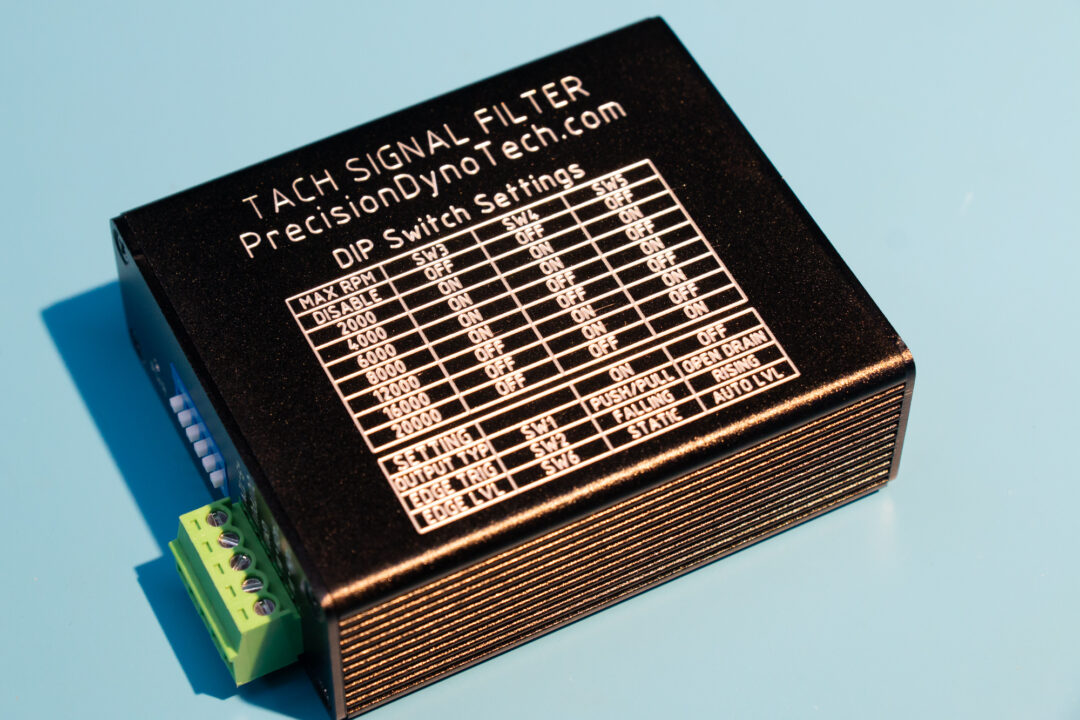 TACH SIGNAL FILTER
PrecisionDynoTech.com
DIP Switch Settings
MAX RPM SW3 SW4 SW5
DISABLE OFF OFF OFF
2000 ON ON ON
4000 ON ON OFF
6000 ON OFF ON
8000 ON OFF OFF
12000 OFF ON ON
16000 OFF ON OFF
20000 OFF OFF ON
SETTING ON OFF
OUTPUT TYP SW1 PUSH/PULL OPEN DRAIN
EDGE TRIG SW2 FALLING RISING
EDGE LVL SW6 STATIC AUTO LVL